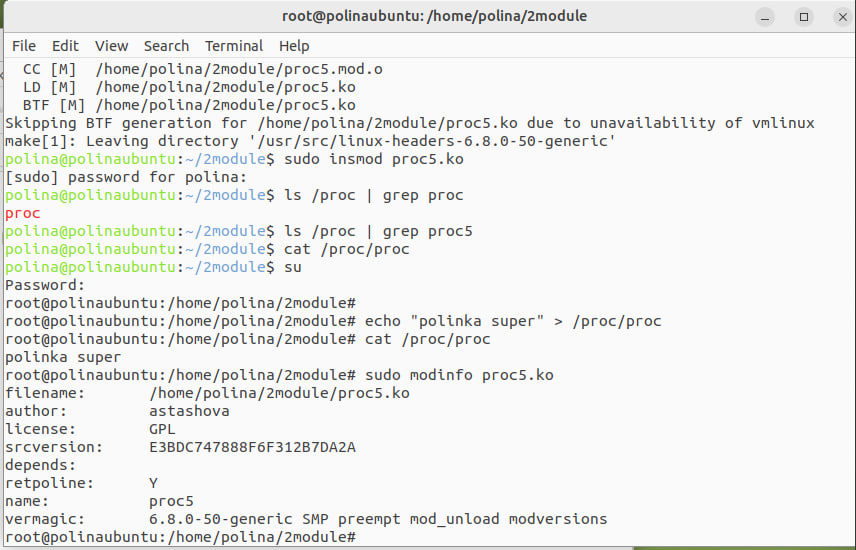 root@polinaubuntu: /home/polina/2module
File Edit View Search Terminal Help
  CC [M]  /home/polina/2module/proc5.mod.o
  LD [M]  /home/polina/2module/proc5.ko
  BTF [M] /home/polina/2module/proc5.ko
Skipping BTF generation for /home/polina/2module/proc5.ko due to unavailability of vmlinux
make[1]: Leaving directory '/usr/src/linux-headers-6.8.0-50-generic'
polina@polinaubuntu:~/2module$ sudo insmod proc5.ko
[sudo] password for polina:
polina@polinaubuntu:~/2module$ ls /proc | grep proc
proc
polina@polinaubuntu:~/2module$ ls /proc | grep proc5
polina@polinaubuntu:~/2module$ cat /proc/proc
polina@polinaubuntu:~/2module$ su
Password:
root@polinaubuntu:/home/polina/2module#
root@polinaubuntu:/home/polina/2module# echo "polinka super" > /proc/proc
root@polinaubuntu:/home/polina/2module# cat /proc/proc
polinka super
root@polinaubuntu:/home/polina/2module# sudo modinfo proc5.ko
filename:       /home/polina/2module/proc5.ko
author:         astashova
license:        GPL
srcversion:     E3BDC747888F6F312B7DA2A
depends:
retpoline:      Y
name:           proc5
vermagic:       6.8.0-50-generic SMP preempt mod_unload modversions
root@polinaubuntu:/home/polina/2module#